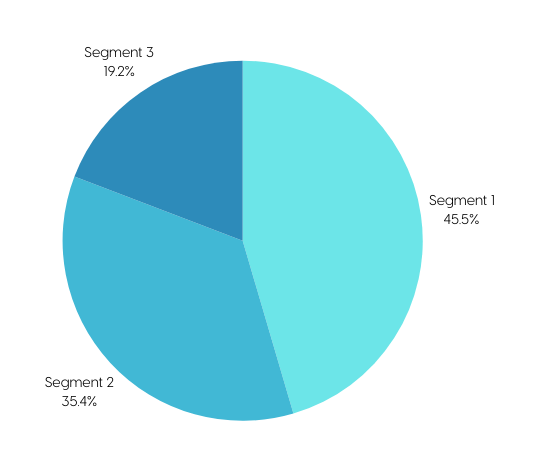 Segment 3
19.2%
Segment 1
45.5%
Segment 2
35.4%